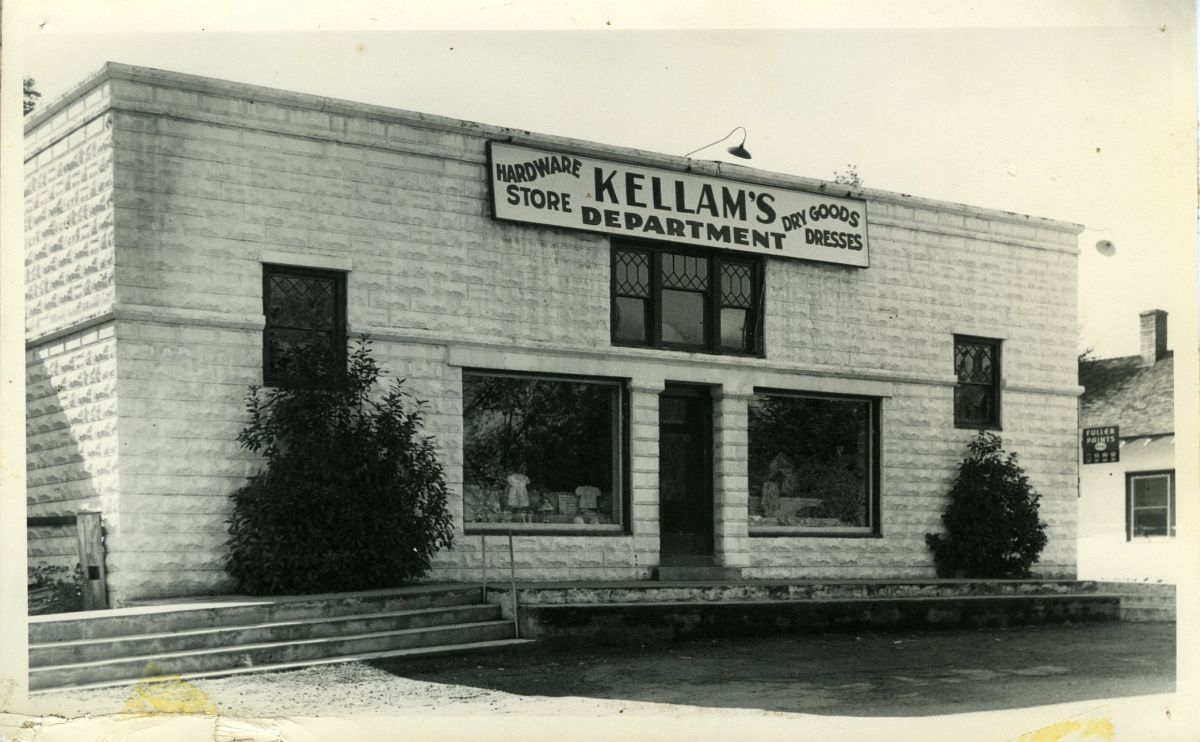 HARDWARE
STORE
KELLAM'S
DEPARTMENT
DRY GOODS
DRESSES
FULLER
PAINTS